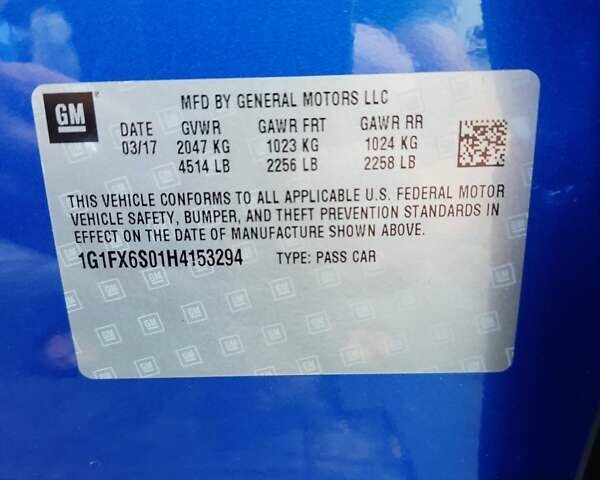 GM
MFD BY GENERAL MOTORS LLC
DATE GVWR GAWR FRT GAWR RR
03/17 2047 KG 1023 KG 1024 KG
4514 LB 2256 LB 2258 LB
THIS VEHICLE CONFORMS TO ALL APPLICABLE U.S. FEDERAL MOTOR
VEHICLE SAFETY, BUMPER, AND THEFT PREVENTION STANDARDS IN
EFFECT ON THE DATE OF MANUFACTURE SHOWN ABOVE.
1G1FX6S01H4153294 TYPE: PASS CAR